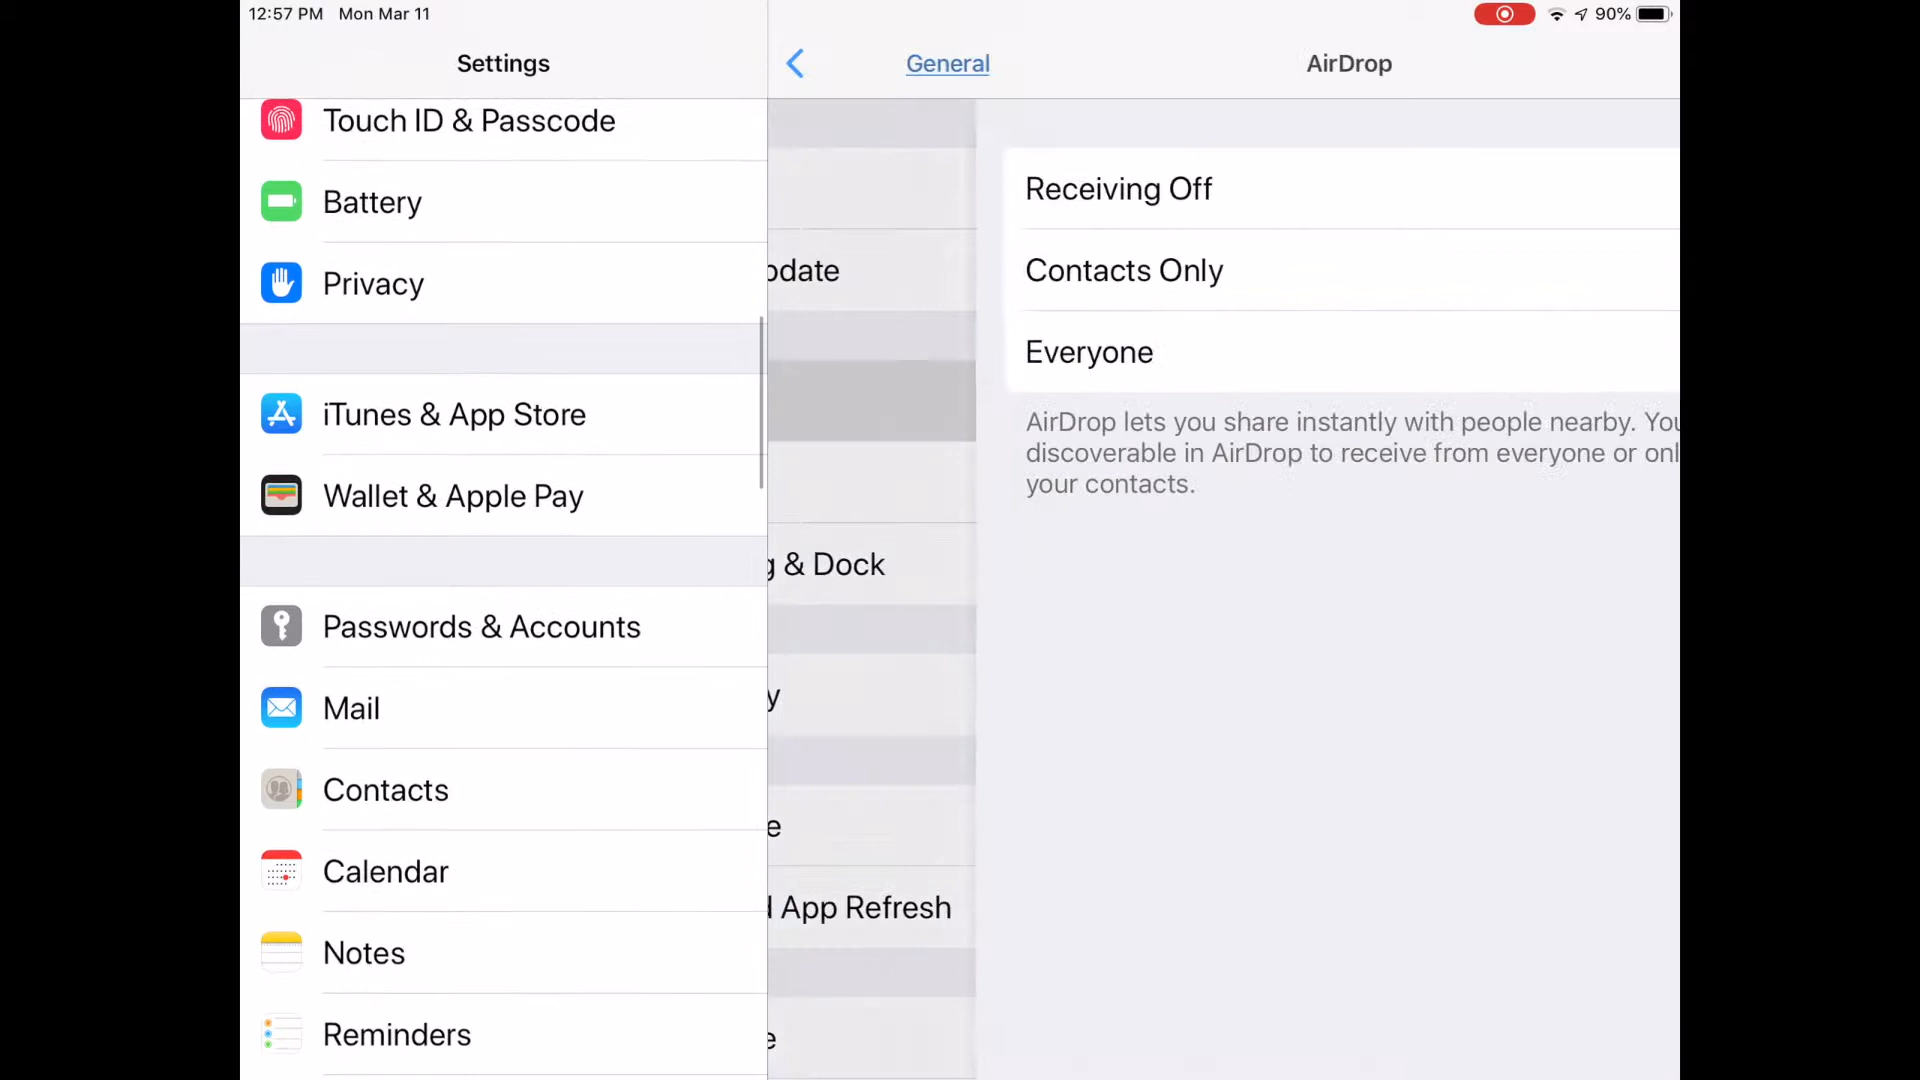 12:57 PM Mon Mar 11
90%
Settings
General
AirDrop
Touch ID & Passcode
Battery
Privacy
iTunes & App Store
Wallet & Apple Pay
Passwords & Accounts
Mail
Contacts
Calendar
Notes
Reminders
& Dock
App Refresh
Receiving Off
Contacts Only
Everyone
AirDrop lets you share instantly with people nearby. You
discoverable in AirDrop to receive from everyone or onl
your contacts.